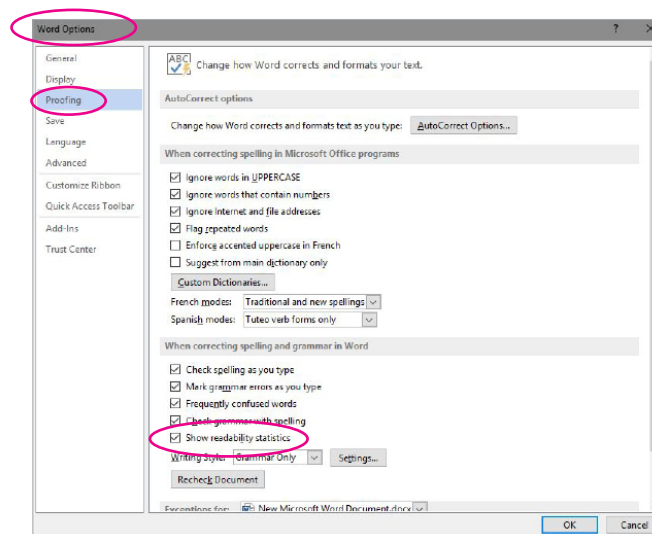 Word Options ? ×
General
Display
Proofing
Save
Language
Advanced
Customize Ribbon
Quick Access Toolbar
Add-Ins
Trust Center
ABC Change how Word corrects and formats your text.
AutoCorrect options
Change how Word corrects and formats text as you type: AutoCorrect Options...
When correcting spelling in Microsoft Office programs
Ignore words in UPPERCASE
Ignore words that contain numbers
Ignore Internet and file addresses
Flag repeated words
Enforce accented uppercase in French
Suggest from main dictionary only
Custom Dictionaries...
French modes: Traditional and new spellings
Spanish modes: Tuteo verb forms only
When correcting spelling and grammar in Word
Check spelling as you type
Mark grammar errors as you type
Frequently confused words
Check grammar with spelling
Show readability statistics
Writing Style: Grammar Only Settings...
Recheck Document
Exceptions for: New Microsoft Word Document.docx
OK Cancel